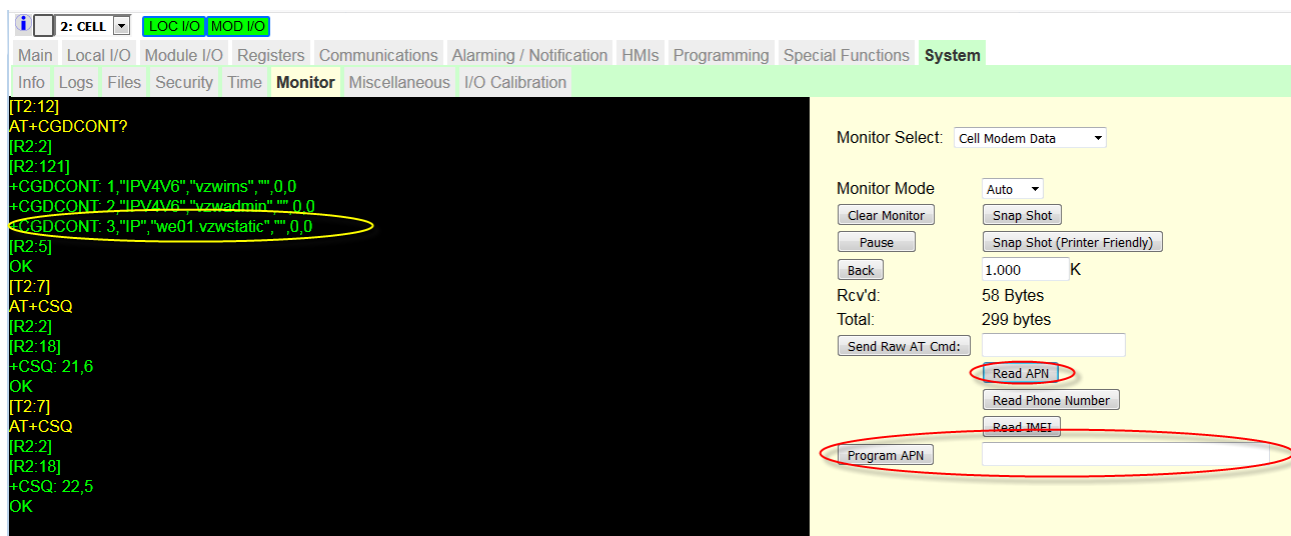 i 2: CELL LOC I/O MOD I/O
Main Local I/O Module I/O Registers Communications Alarming / Notification HMIs Programming Special Functions System
Info Logs Files Security Time Monitor Miscellaneous I/O Calibration
[T2:12]
AT+CGDCONT?
[R2:2]
[R2:121]
+CGDCONT: 1,"IPV4V6","vzwims","",0,0
+CGDCONT: 2,"IPV4V6","vzwadmin","",0,0
+CGDCONT: 3,"IP","we01.vzwstatic","",0,0
[R2:5]
OK
[T2:7]
AT+CSQ
[R2:2]
[R2:18]
+CSQ: 21,6
OK
[T2:7]
AT+CSQ
[R2:2]
[R2:18]
+CSQ: 22,5
OK
Monitor Select: Cell Modem Data
Monitor Mode Auto
Clear Monitor Snap Shot
Pause Snap Shot (Printer Friendly)
Back 1.000 K
Rcv'd: 58 Bytes
Total: 299 bytes
Send Raw AT Cmd:
Read APN
Read Phone Number
Read IMEI
Program APN